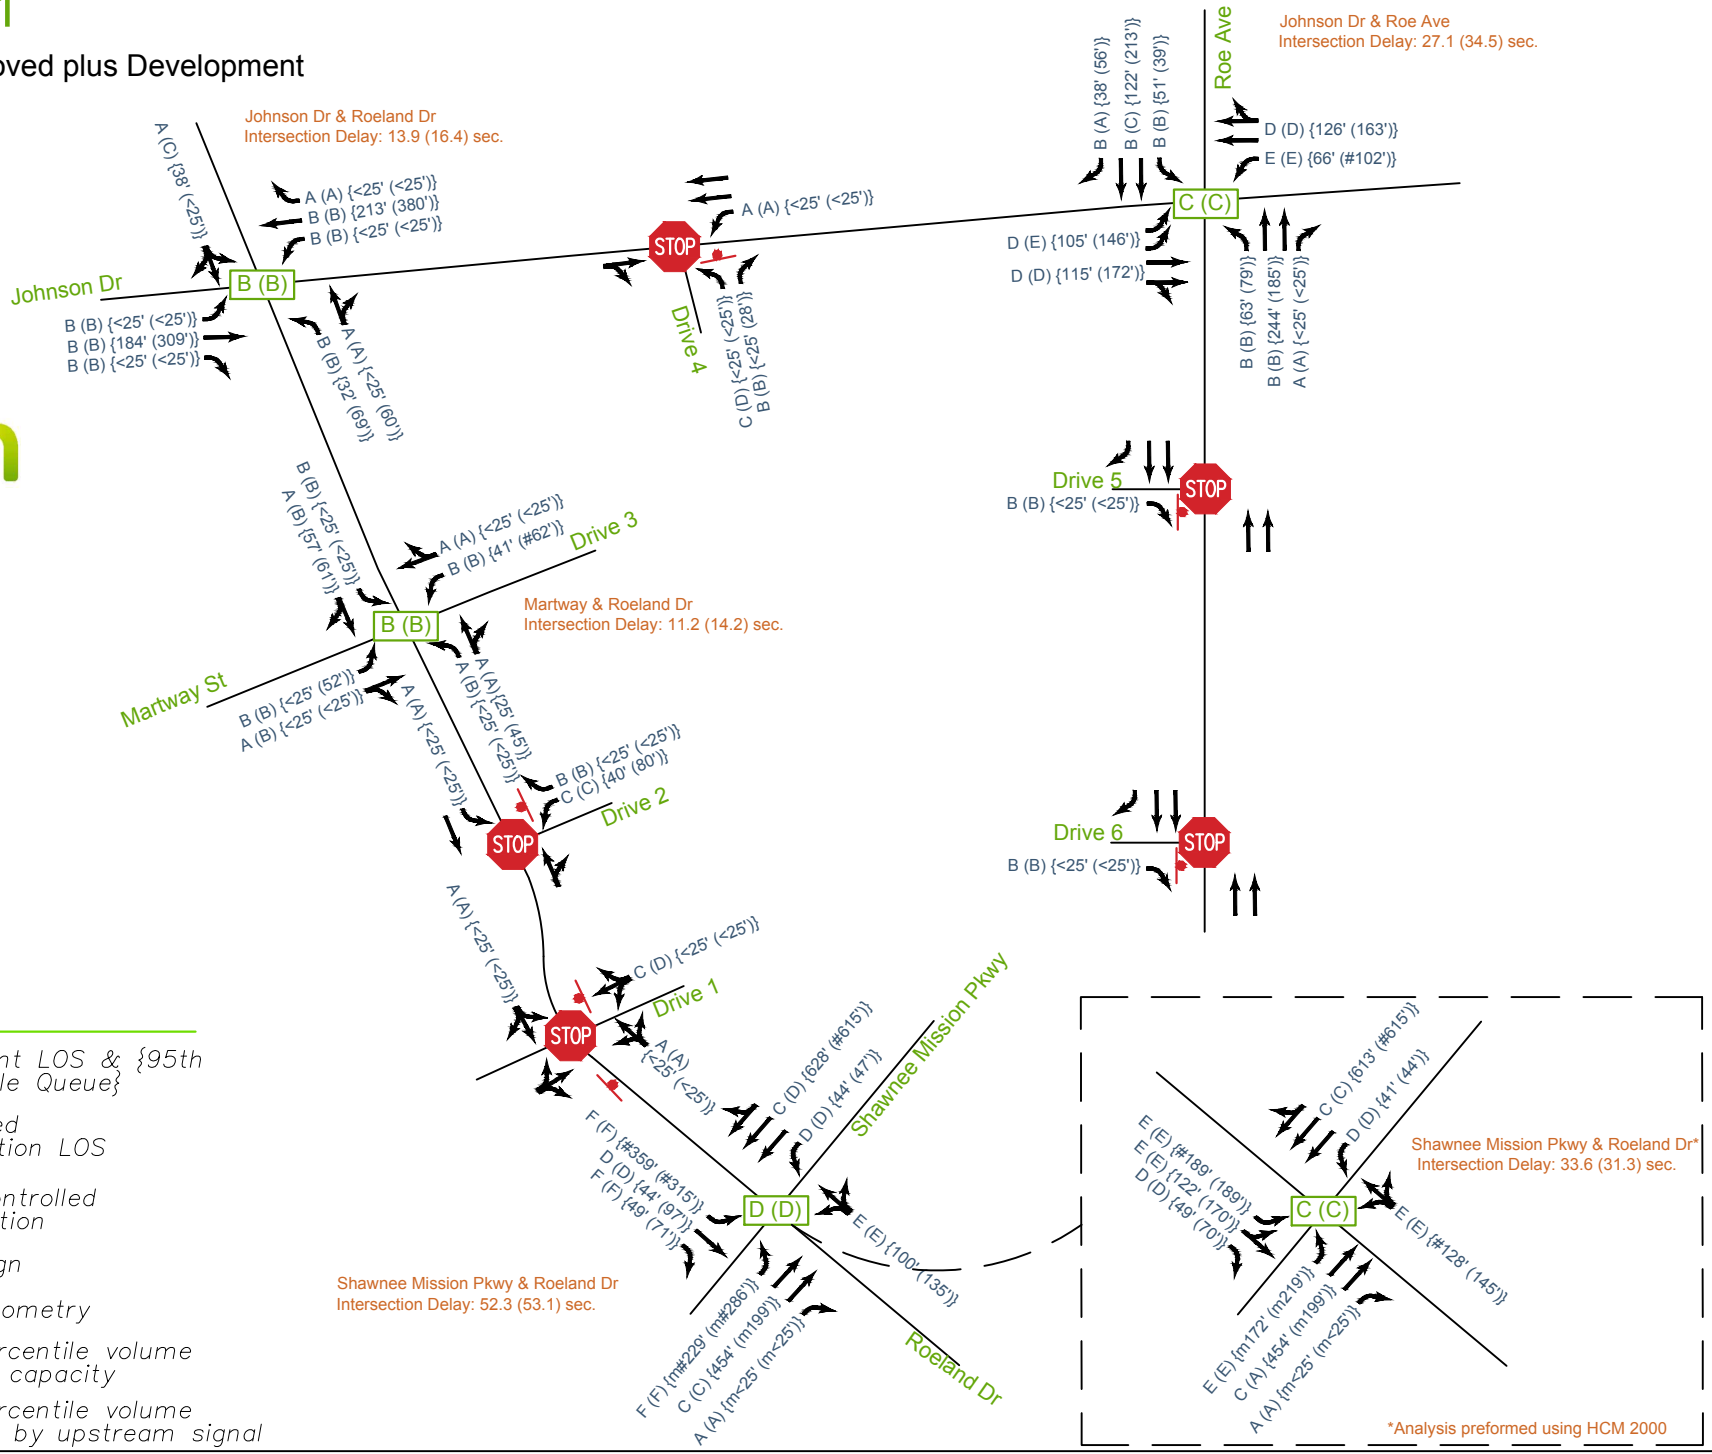 oved plus Development
Johnson Dr & Roeland Dr
Intersection Delay: 13.9 (16.4) sec.
A (C) {38' (<25')}
A (A) {<25' (<25')}
B (B) {213' (380')}
B (B) {<25' (<25')}
B (B)
Johnson Dr
B (B) {<25' (<25')}
B (B) {184' (309')}
B (B) {<25' (<25')}
A (A) {<25' (60')}
B (B) {32' (69')}
STOP
A (A) {<25' (<25')}
Drive 4
C (D) {<25' (<25')}
B (B) {<25' (28')}
Johnson Dr & Roe Ave
Intersection Delay: 27.1 (34.5) sec.
Roe Ave
B (A) {38' (56')}
B (C) {122' (213')}
B (B) {51' (39')}
D (D) {126' (163')}
E (E) {66' (#102')}
C (C)
D (E) {105' (146')}
D (D) {115' (172')}
B (B) {63' (79')}
B (B) {244' (185')}
A (A) {<25' (<25')}
Drive 5
STOP
B (B) {<25' (<25')}
Drive 6
STOP
B (B) {<25' (<25')}
B (B) {<25' (<25')}
A (B) {57' (61')}
A (A) {<25' (<25')}
B (B) {41' (#62')}
Drive 3
B (B)
Martway & Roeland Dr
Intersection Delay: 11.2 (14.2) sec.
Martway St
B (B) {<25' (52')}
A (B) {<25' (<25')}
A (A) {25' (45')}
A (B) {<25' (<25')}
A (A) {<25' (<25')}
B (B) {<25' (<25')}
C (C) {40' (80')}
Drive 2
STOP
A (A) {<25' (<25')}
C (D) {<25' (<25')}
Drive 1
STOP
A (A)
{<25' (<25')}
C (D) {628' (#615')}
D (D) {44' (47')}
Shawnee Mission Pkwy
F (F) {#359' (#315')}
D (D) {44' (97')}
F (F) {49' (71')}
D (D)
E (E) {100' (135')}
Shawnee Mission Pkwy & Roeland Dr
Intersection Delay: 52.3 (53.1) sec.
F (F) {m#229' (m#286')}
C (C) {454' (m199')}
A (A) {m<25' (m<25')}
Roeland Dr
C (C) {613' (#615')}
D (D) {41' (44')}
E (E) {#189' (189')}
E (E) {122' (170')}
D (D) {49' (70')}
C (C)
Shawnee Mission Pkwy & Roeland Dr*
Intersection Delay: 33.6 (31.3) sec.
E (E) {#128' (145')}
E (E) {m172' (m219')}
C (A) {454' (m199')}
A (A) {m<25' (m<25')}
*Analysis preformed using HCM 2000
nt LOS & {95th
le Queue}
ed
tion LOS
ontrolled
tion
gn
ometry
rcentile volume
capacity
rcentile volume
by upstream signal